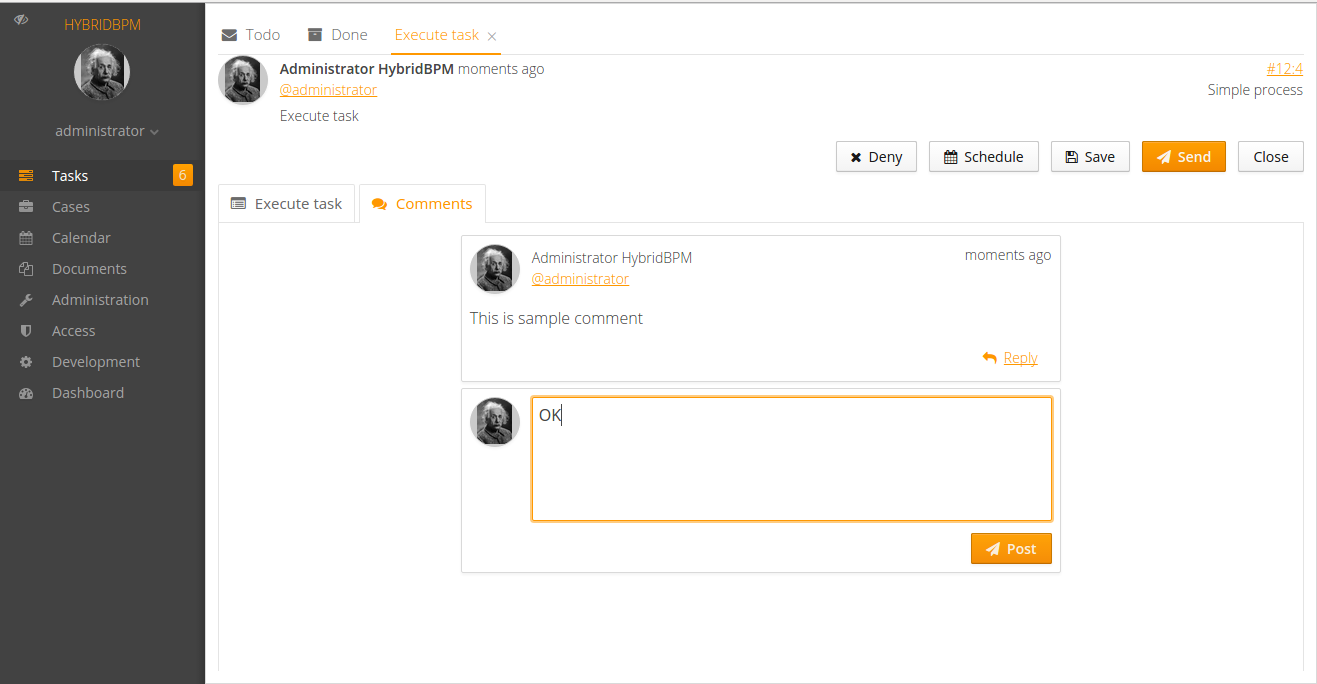 HYBRIDBPM
administrator
Tasks 6
Cases
Calendar
Documents
Administration
Access
Development
Dashboard
Todo Done Execute task
Administrator HybridBPM moments ago #12:4
@administrator Simple process
Execute task
Deny Schedule Save Send Close
Execute task Comments
Administrator HybridBPM moments ago
@administrator
This is sample comment
Reply
OK
Post